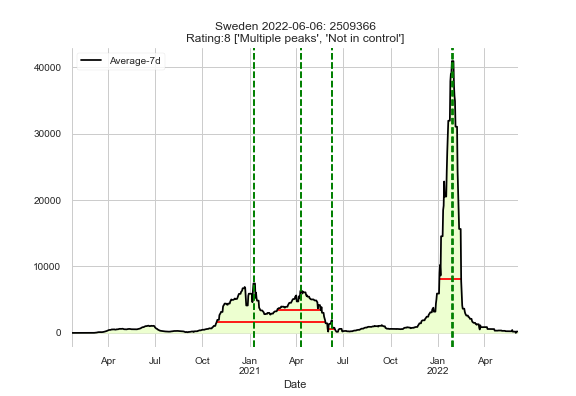 Sweden 2022-06-06: 2509366
Rating:8 ['Multiple peaks', 'Not in control']
Average-7d
40000
30000
20000
10000
0
Apr Jul Oct Jan Apr Jul Oct Jan Apr
2021 2022
Date